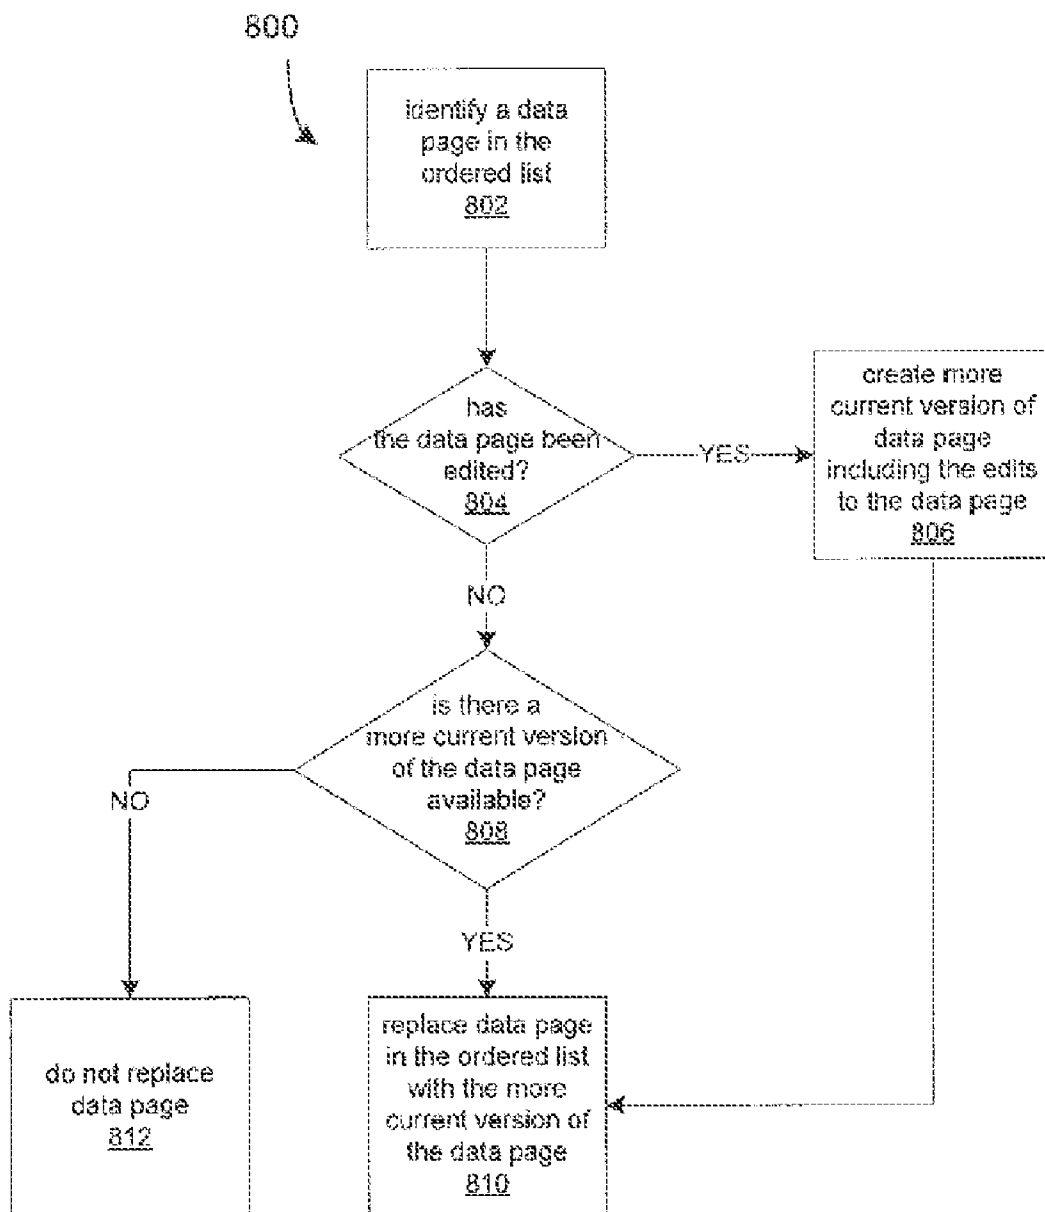 800
identify a data
page in the
ordered list
802
has
the data page been
edited?
804
YES
create more
current version of
data page
including the edits
to the data page
806
NO
is there a
more current version
of the data page
available?
808
NO
YES
do not replace
data page
812
replace data page
in the ordered list
with the more
current version of
the data page
810